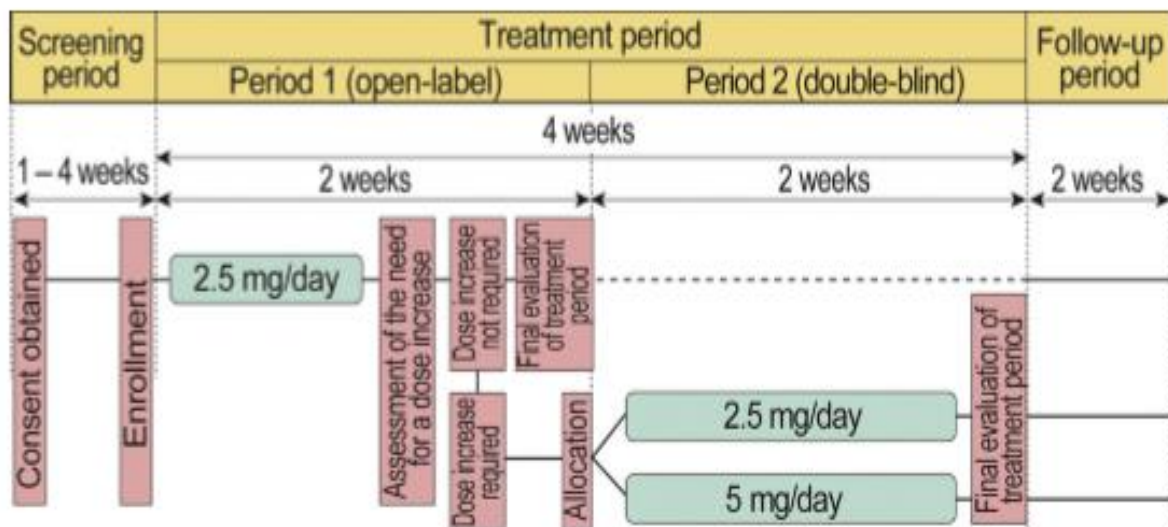 Screening
period
Treatment period
Follow-up
period
Period 1 (open-label)
Period 2 (double-blind)
4 weeks
1 – 4 weeks
2 weeks
2 weeks
2 weeks
Consent obtained
Enrollment
2.5 mg/day
Assessment of the need
for a dose increase
Dose increase
not required
Final evaluation
of treatment
period
Dose increase
required
Allocation
2.5 mg/day
5 mg/day
Final evaluation of
treatment period